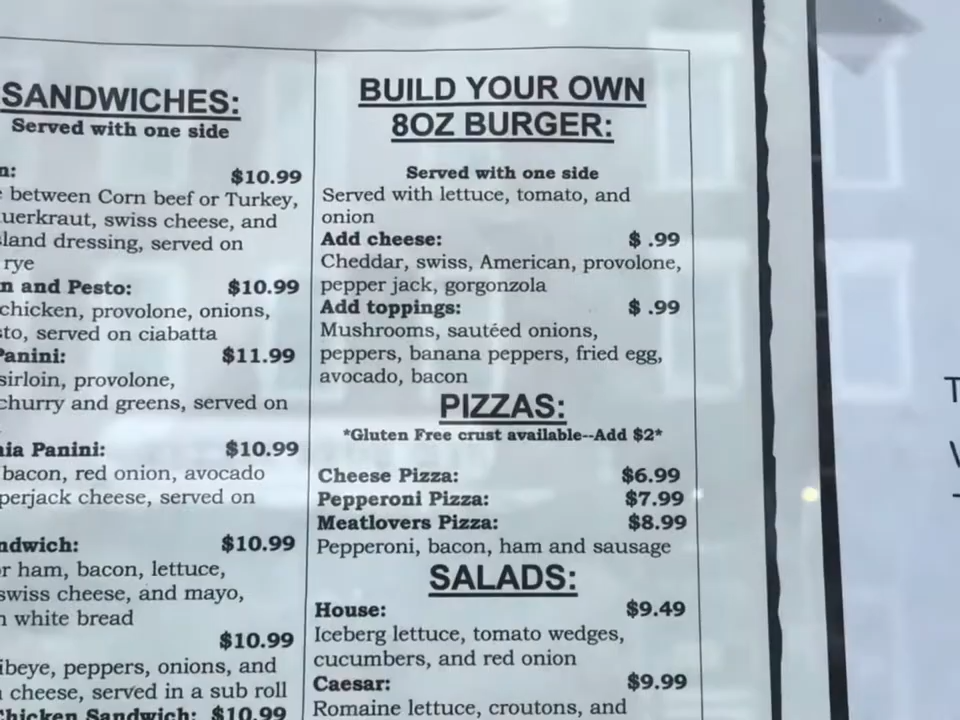 SANDWICHES:
Served with one side
$10.99
between Corn beef or Turkey,
swiss cheese, and
dressing, served on
rye
and Pesto: $10.99
chicken, provolone, onions,
served on ciabatta
Panini: $11.99
sirloin, provolone,
and greens, served on
Panini: $10.99
bacon, red onion, avocado
cheese, served on
$10.99
ham, bacon, lettuce,
swiss cheese, and mayo,
white bread
$10.99
peppers, onions, and
cheese, served in a sub roll
Chicken Sandwich: $10.99
BUILD YOUR OWN
8OZ BURGER:
Served with one side
Served with lettuce, tomato, and
onion
Add cheese: $ .99
Cheddar, swiss, American, provolone,
pepper jack, gorgonzola
Add toppings: $ .99
Mushrooms, sautéed onions,
peppers, banana peppers, fried egg,
avocado, bacon
PIZZAS:
*Gluten Free crust available--Add $2*
Cheese Pizza: $6.99
Pepperoni Pizza: $7.99
Meatlovers Pizza: $8.99
Pepperoni, bacon, ham and sausage
SALADS:
House: $9.49
Iceberg lettuce, tomato wedges,
cucumbers, and red onion
Caesar: $9.99
Romaine lettuce, croutons, and